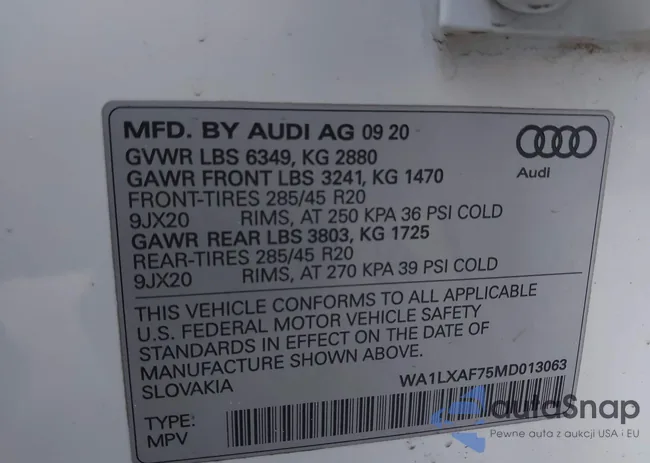 MFD. BY AUDI AG 09 20
GVWR LBS 6349, KG 2880
GAWR FRONT LBS 3241, KG 1470
FRONT-TIRES 285/45 R20
9JX20 RIMS, AT 250 KPA 36 PSI COLD
GAWR REAR LBS 3803, KG 1725
REAR-TIRES 285/45 R20
9JX20 RIMS, AT 270 KPA 39 PSI COLD
Audi
THIS VEHICLE CONFORMS TO ALL APPLICABLE
U.S. FEDERAL MOTOR VEHICLE SAFETY
STANDARDS IN EFFECT ON THE DATE OF
MANUFACTURE SHOWN ABOVE.
SLOVAKIA
WA1LXAF75MD013063
TYPE:
MPV
autoSnap
Pewne auta z aukcji USA i EU